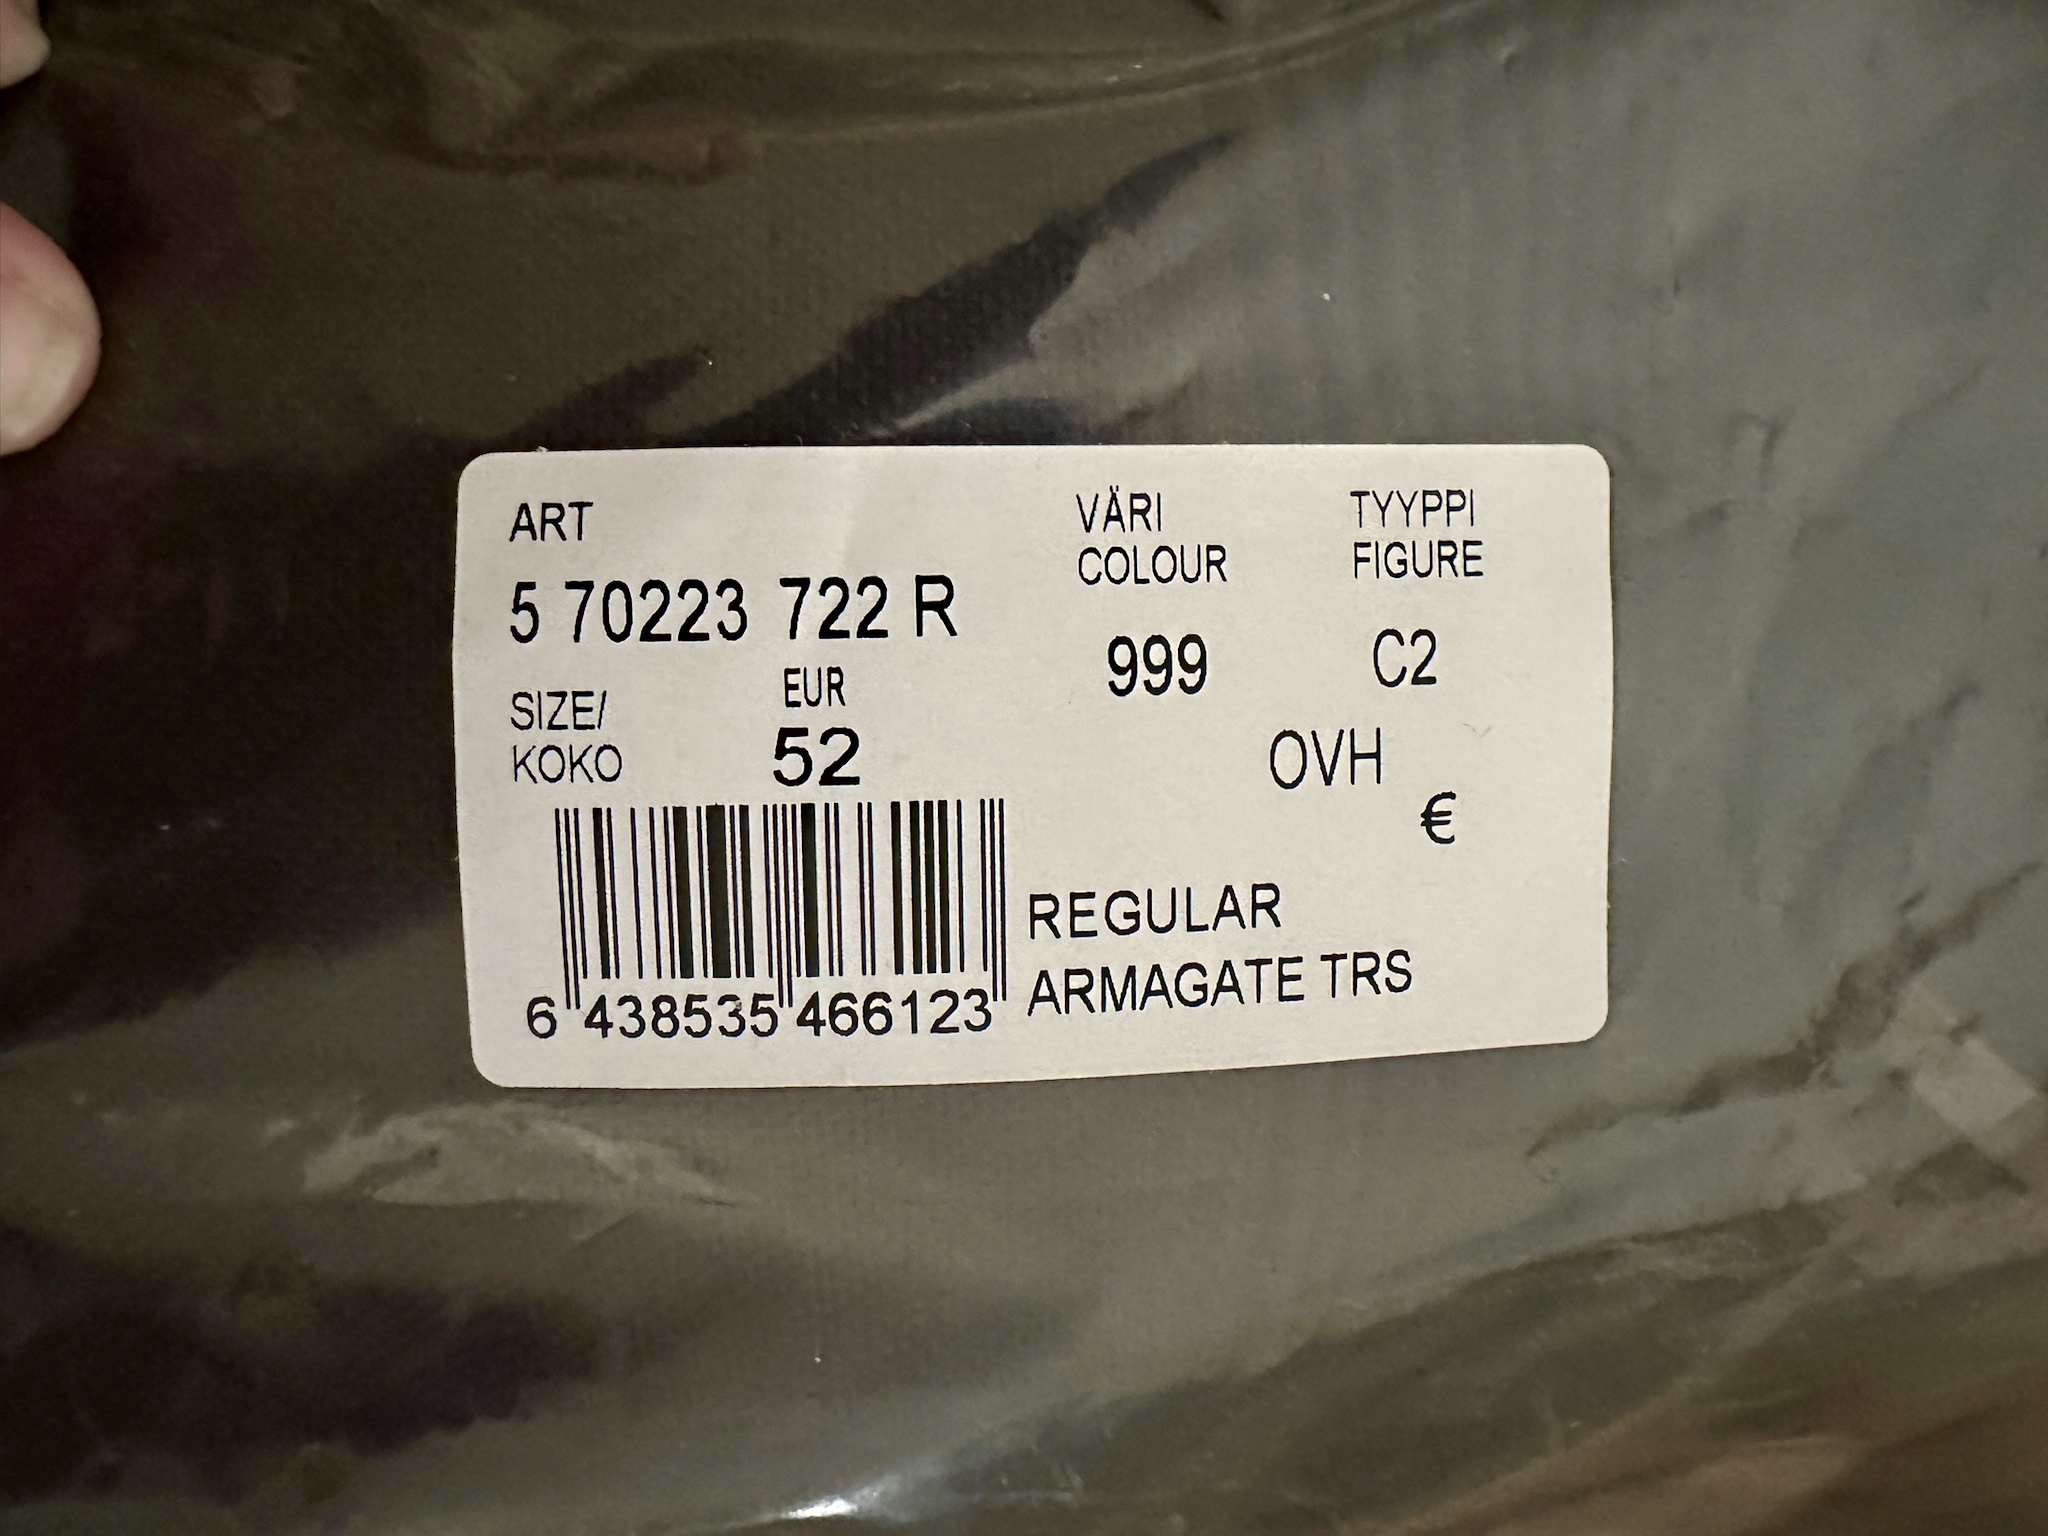 ART
5 70223 722 R
VÄRI
COLOUR
999
TYYPPI
FIGURE
C2
SIZE/
KOKO
EUR
52
OVH
€
6 438535 466123
REGULAR
ARMAGATE TRS